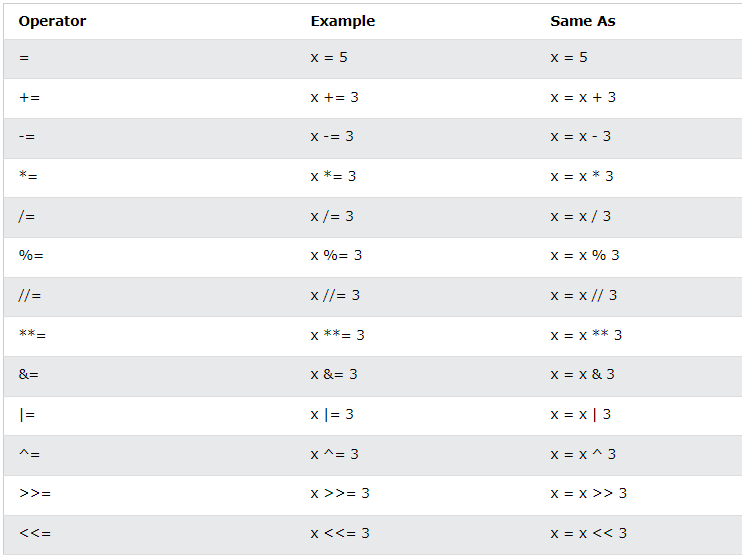 Operator Example Same As
= x = 5 x = 5
+= x += 3 x = x + 3
-= x -= 3 x = x - 3
*= x *= 3 x = x * 3
/= x /= 3 x = x / 3
%= x %= 3 x = x % 3
//= x //= 3 x = x // 3
**= x **= 3 x = x ** 3
&= x &= 3 x = x & 3
|= x |= 3 x = x | 3
^= x ^= 3 x = x ^ 3
>>= x >>= 3 x = x >> 3
<<= x <<= 3 x = x << 3